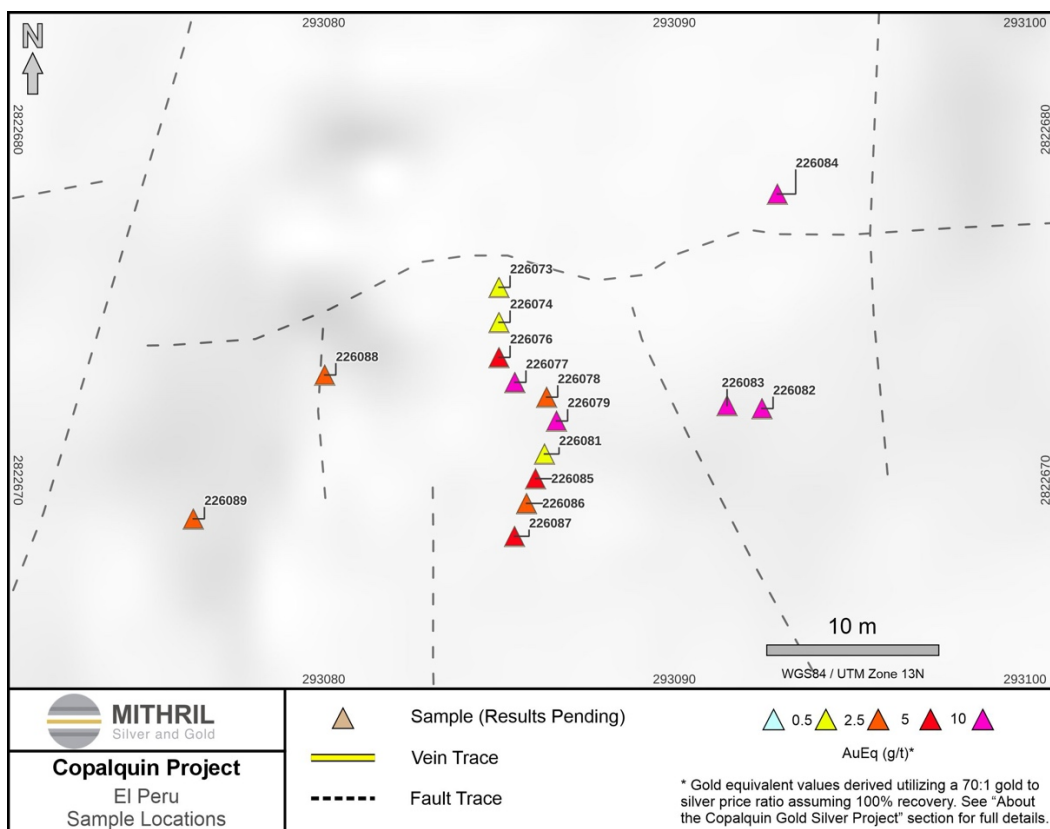 293080
293090
293100
N
2822680
2822680
226084
226073
226074
226076
226088
226077
226078
226083
226082
226079
226081
2822670
2822670
226085
226089
226086
226087
10 m
WGS84 / UTM Zone 13N
293080
293090
293100
MITHRIL
Silver and Gold
Copalquin Project
El Peru
Sample Locations
Sample (Results Pending)
Vein Trace
Fault Trace
0.5 2.5 5 10
AuEq (g/t)*
* Gold equivalent values derived utilizing a 70:1 gold to
silver price ratio assuming 100% recovery. See “About
the Copalquin Gold Silver Project” section for full details.